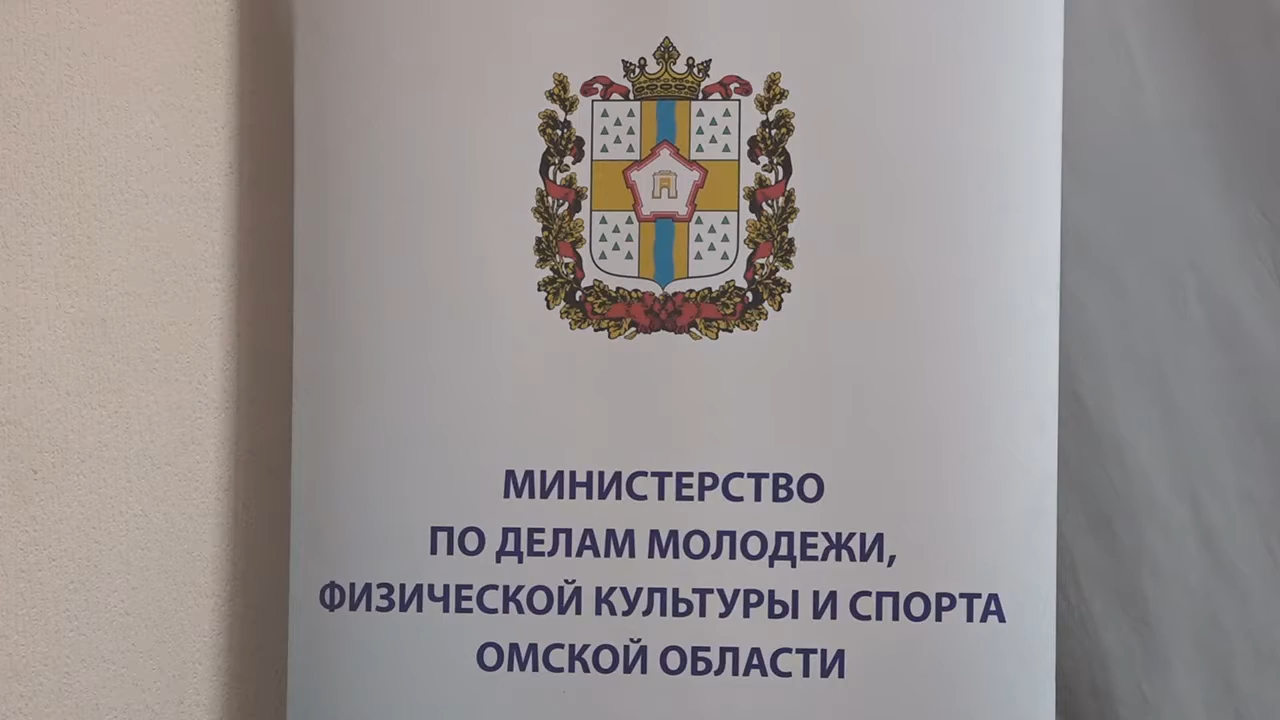 МИНИСТЕРСТВО
ПО ДЕЛАМ МОЛОДЕЖИ,
ФИЗИЧЕСКОЙ КУЛЬТУРЫ И СПОРТА
ОМСКОЙ ОБЛАСТИ